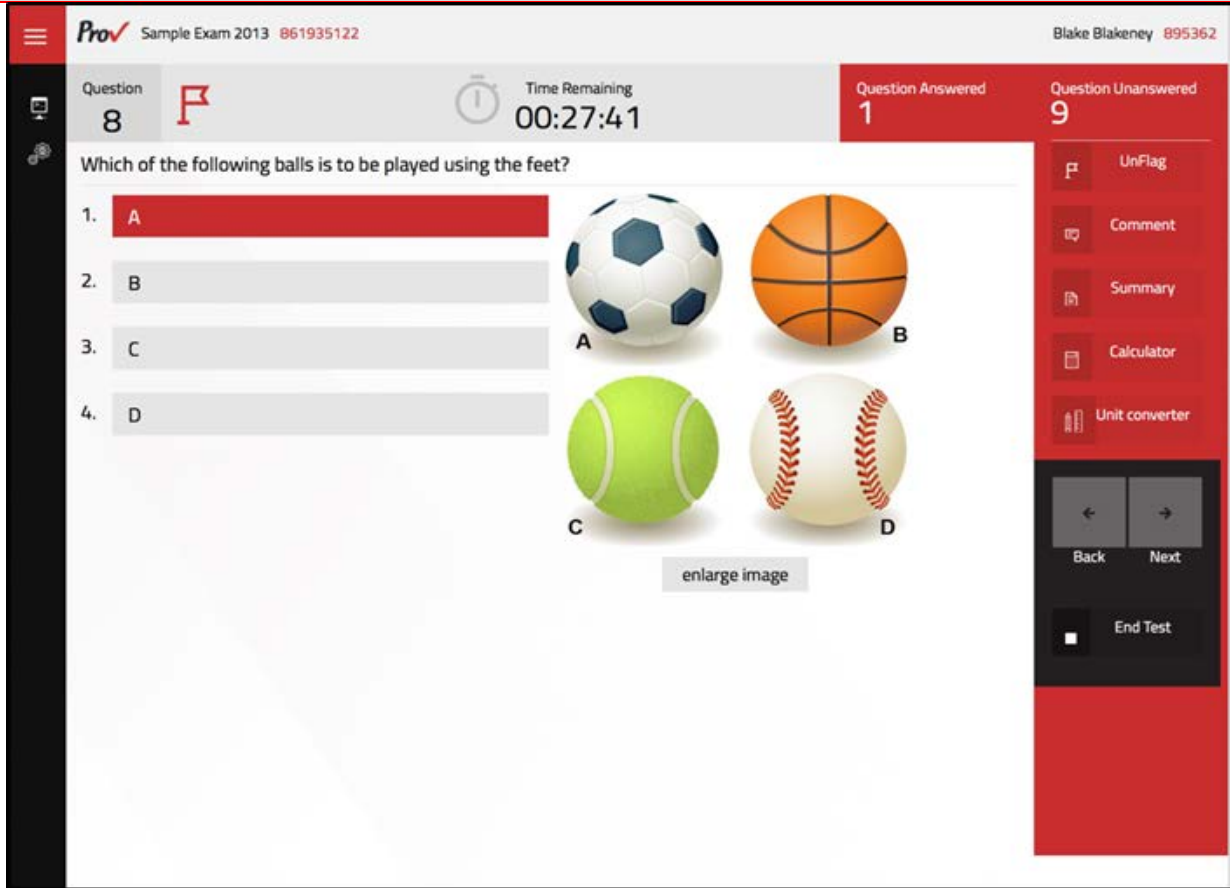 Prov Sample Exam 2013 861935122
Blake Blakeney 895362
Question
8
Time Remaining
00:27:41
Question Answered
1
Question Unanswered
9
Which of the following balls is to be played using the feet?
1. A
2. B
3. C
4. D
A
B
C
D
enlarge image
UnFlag
Comment
Summary
Calculator
Unit converter
Back
Next
End Test